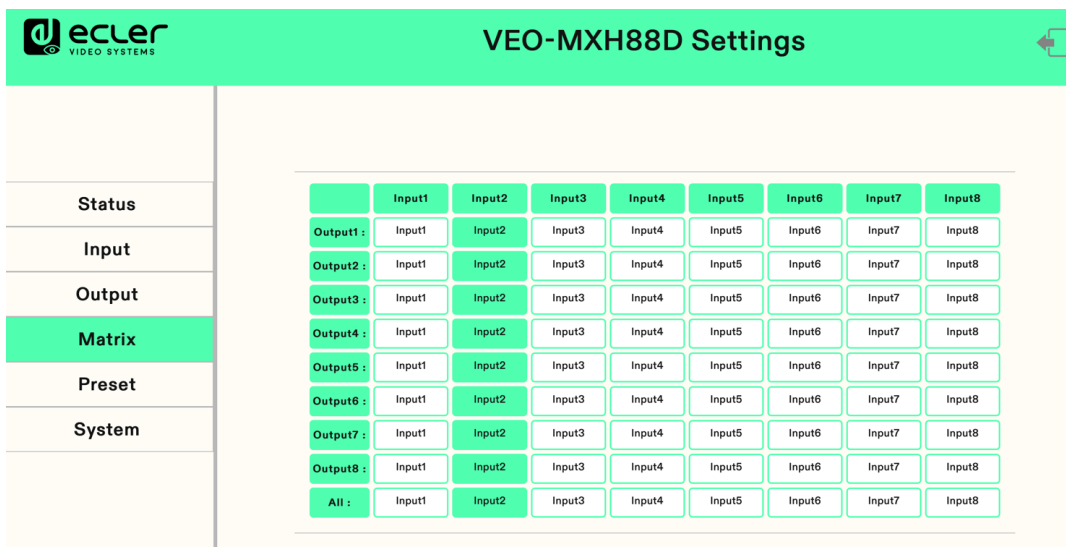 ecler
VIDEO SYSTEMS
VEO-MXH88D Settings
Status
Input
Output
Matrix
Preset
System
Input1 Input2 Input3 Input4 Input5 Input6 Input7 Input8
Output1 : Input1 Input2 Input3 Input4 Input5 Input6 Input7 Input8
Output2 : Input1 Input2 Input3 Input4 Input5 Input6 Input7 Input8
Output3 : Input1 Input2 Input3 Input4 Input5 Input6 Input7 Input8
Output4 : Input1 Input2 Input3 Input4 Input5 Input6 Input7 Input8
Output5 : Input1 Input2 Input3 Input4 Input5 Input6 Input7 Input8
Output6 : Input1 Input2 Input3 Input4 Input5 Input6 Input7 Input8
Output7 : Input1 Input2 Input3 Input4 Input5 Input6 Input7 Input8
Output8 : Input1 Input2 Input3 Input4 Input5 Input6 Input7 Input8
All : Input1 Input2 Input3 Input4 Input5 Input6 Input7 Input8